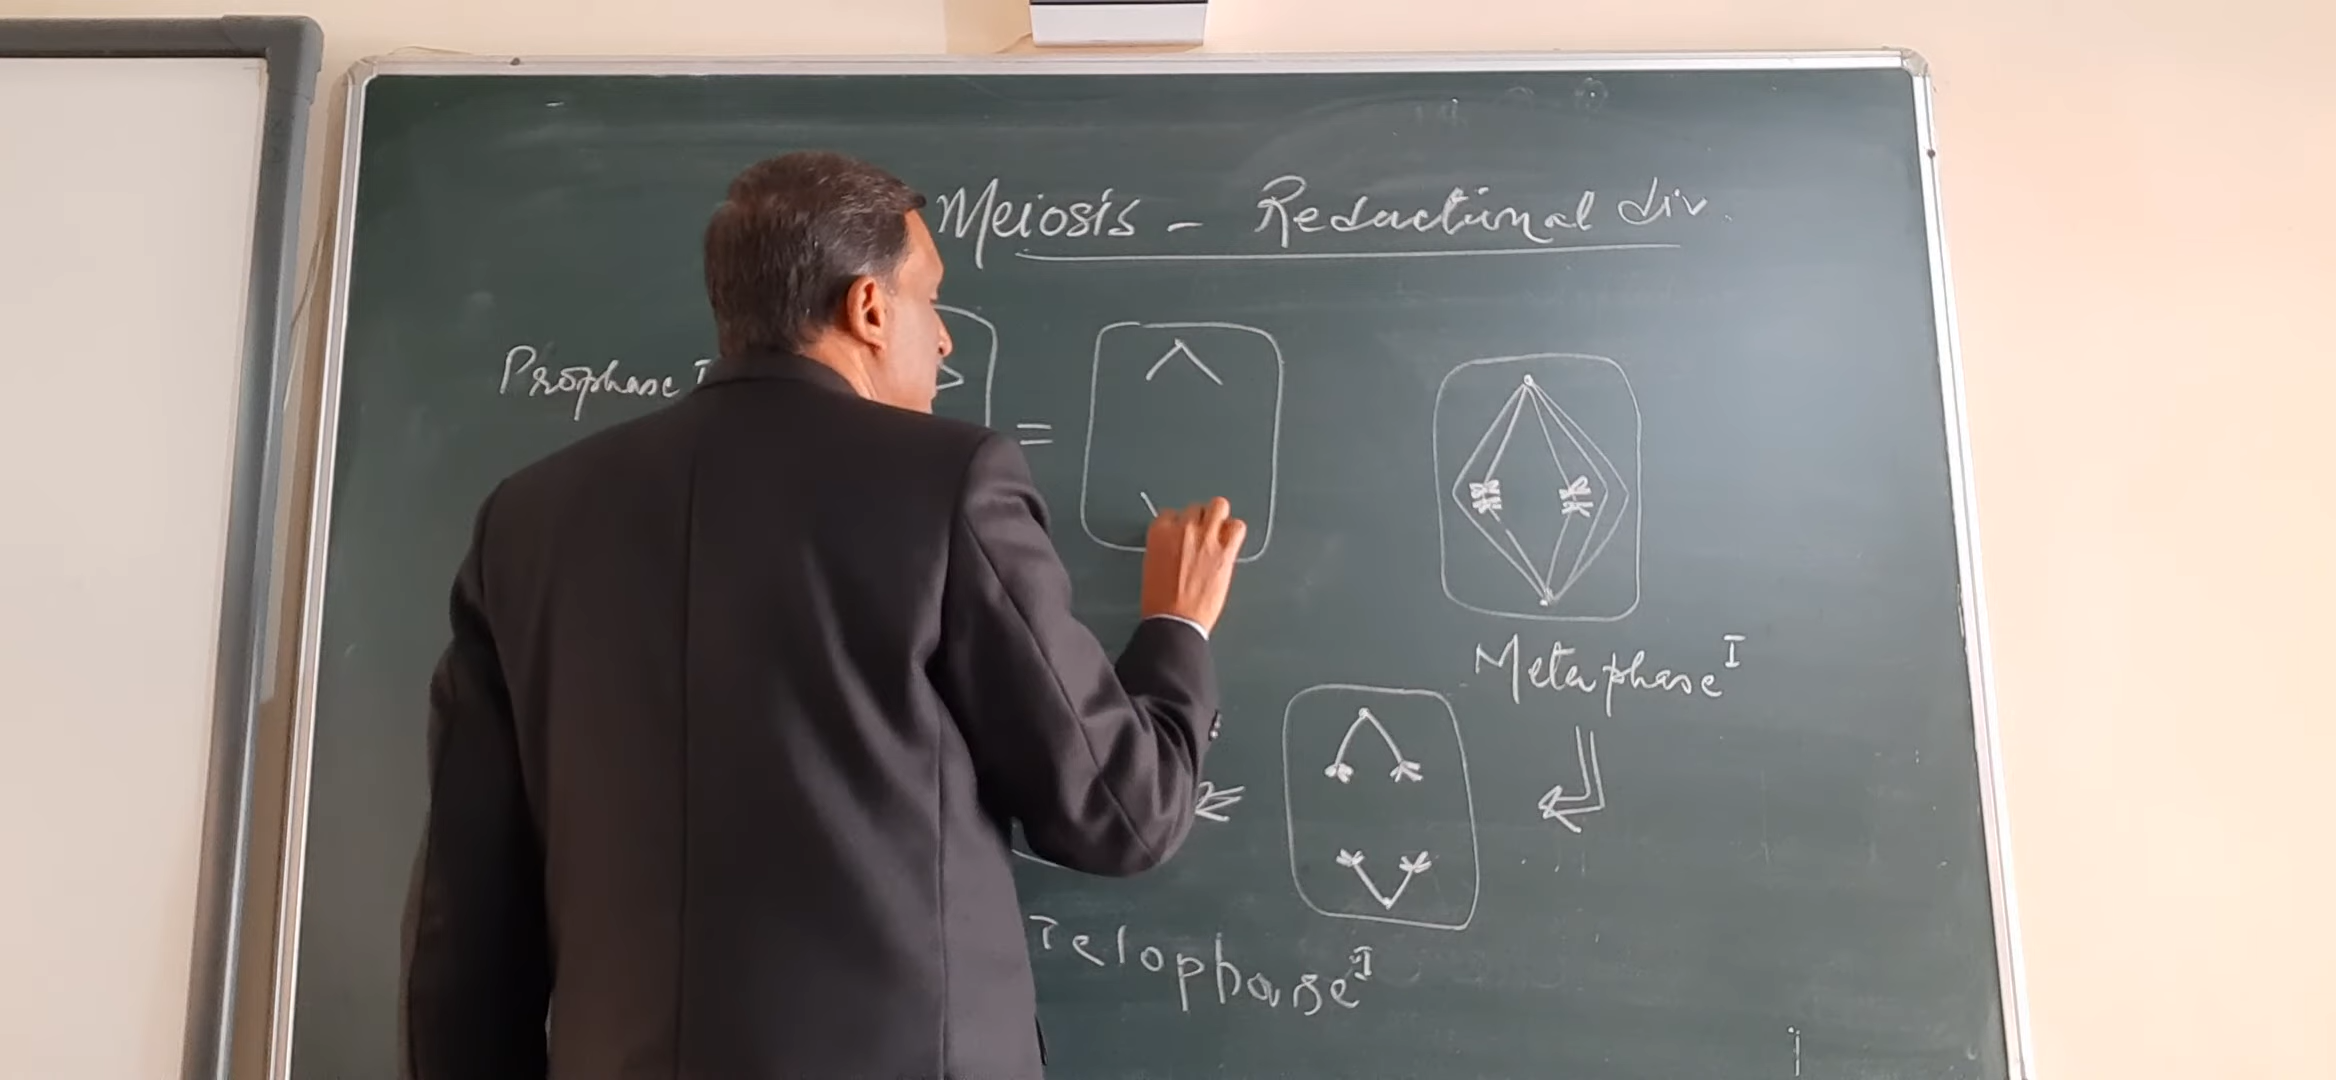 Meiosis - Reductional div.
Prophase I
=
Metaphase I
Telophase I